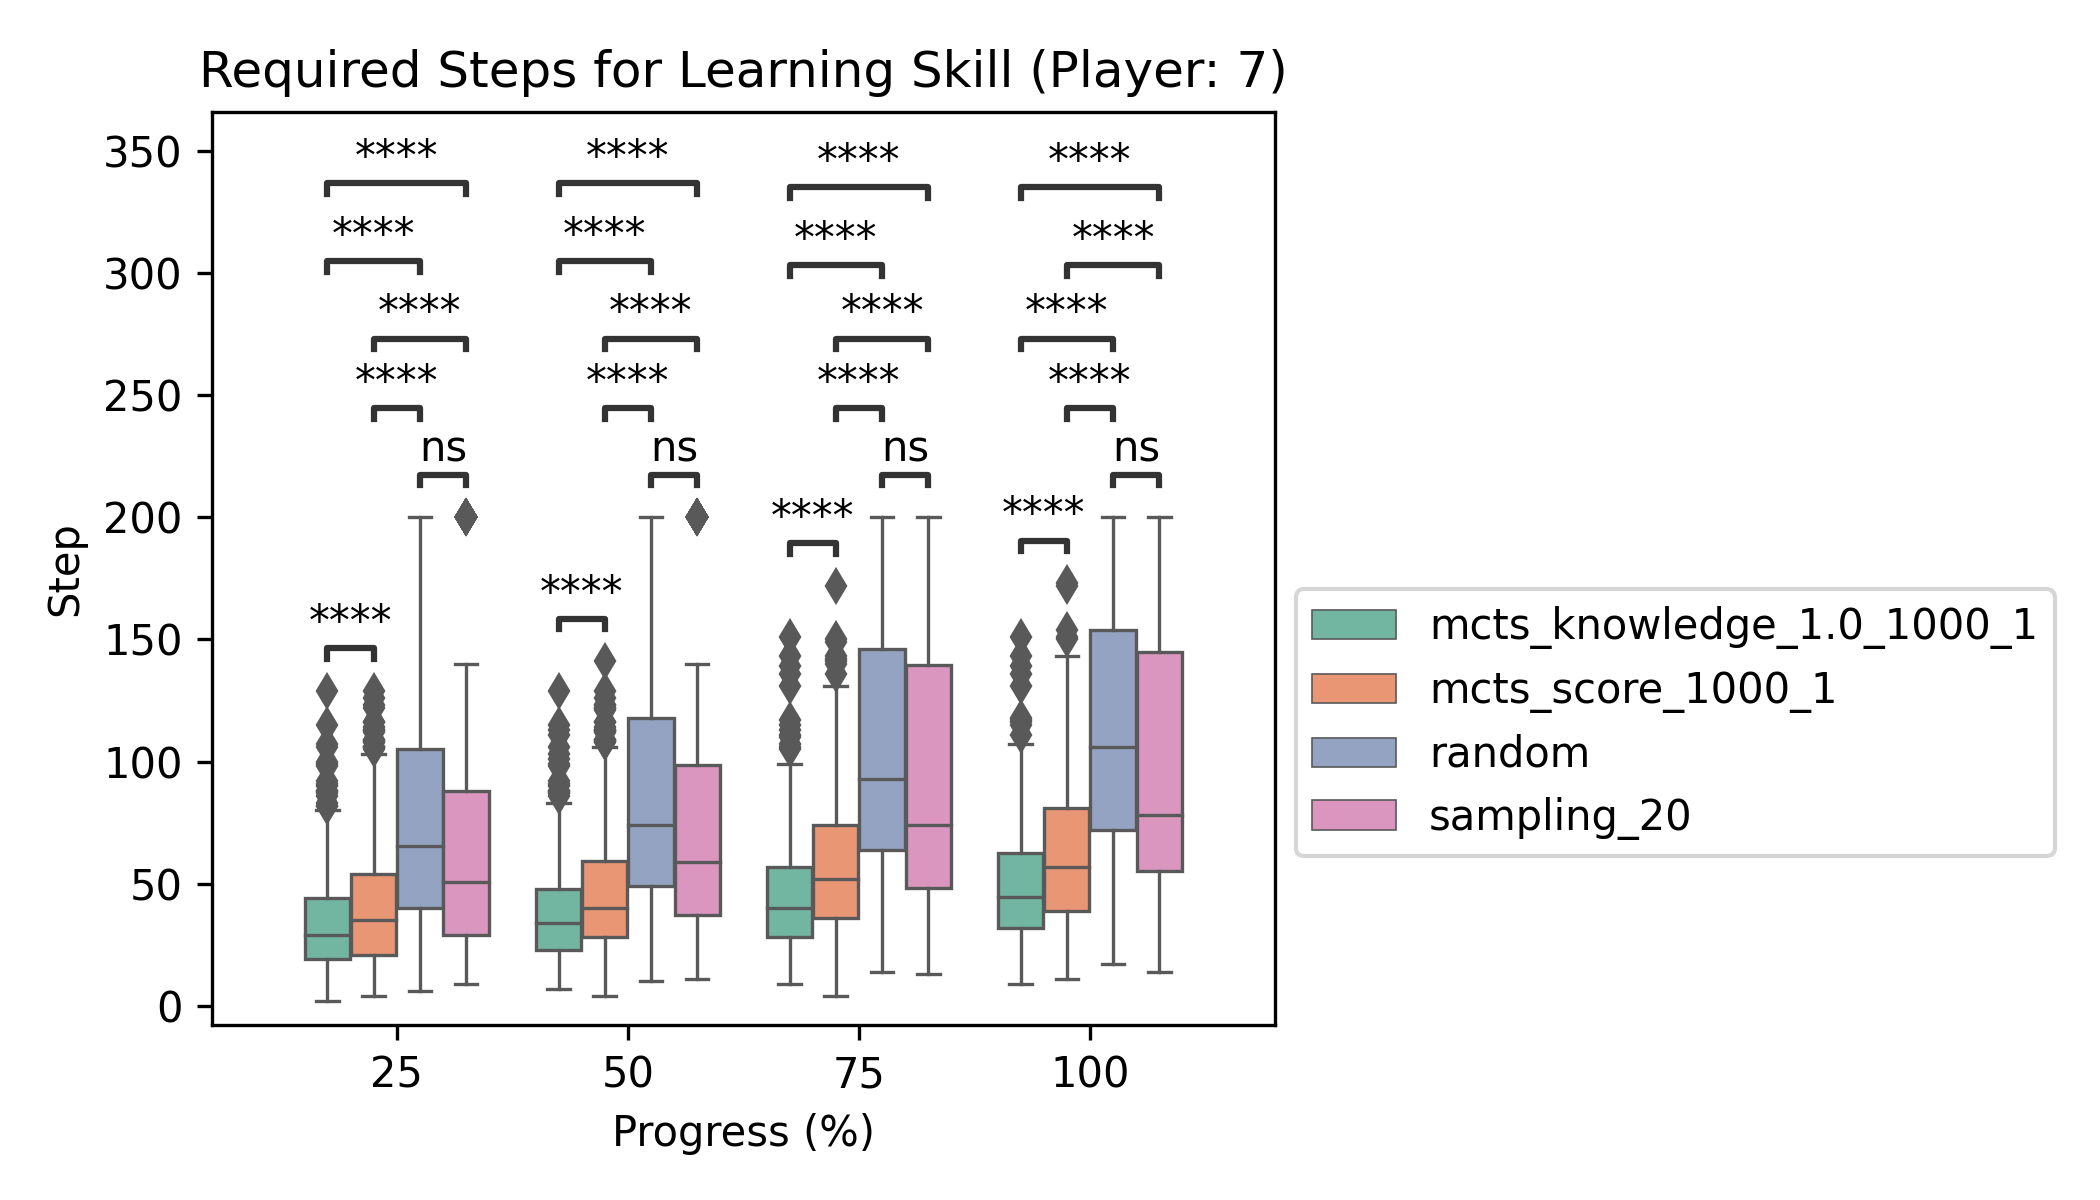 Required Steps for Learning Skill (Player: 7)
350
300
250
200
150
100
50
0
Step
**** **** **** ****
**** **** **** ****
**** **** **** ****
**** **** **** ****
ns ns ns ns
**** **** **** ****
25 50 75 100
Progress (%)
mcts_knowledge_1.0_1000_1
mcts_score_1000_1
random
sampling_20